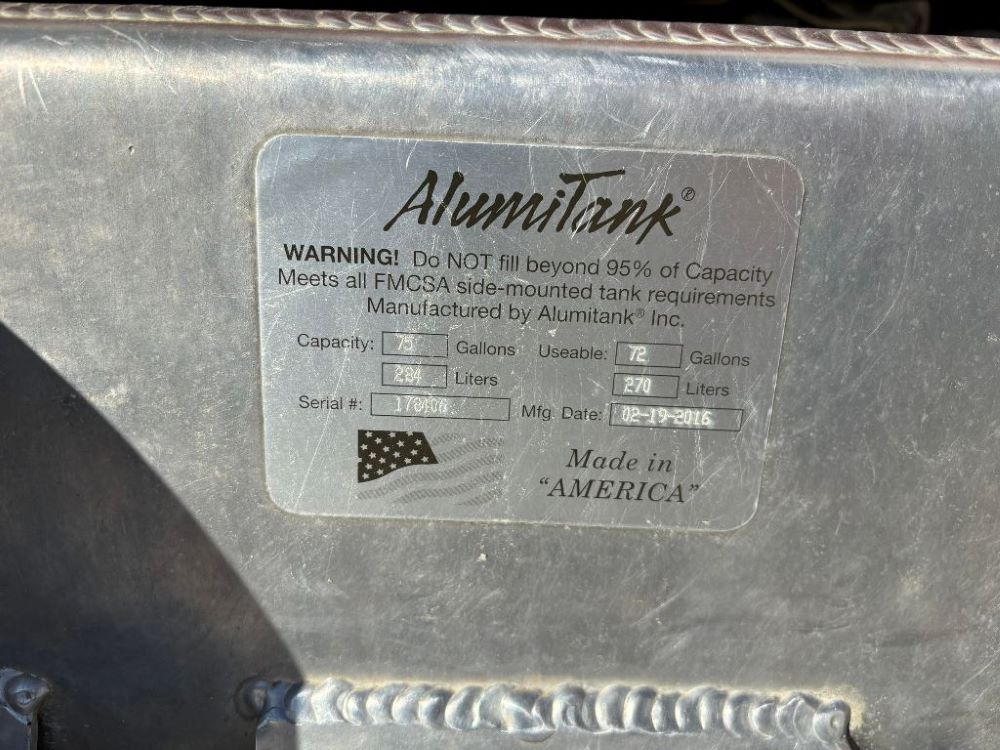 AlumiTank®
WARNING! Do NOT fill beyond 95% of Capacity
Meets all FMCSA side-mounted tank requirements
Manufactured by Alumitank® Inc.
Capacity: 75 Gallons Useable: 72 Gallons
284 Liters 270 Liters
Serial #: 178406 Mfg. Date: 02-19-2016
Made in
"AMERICA"